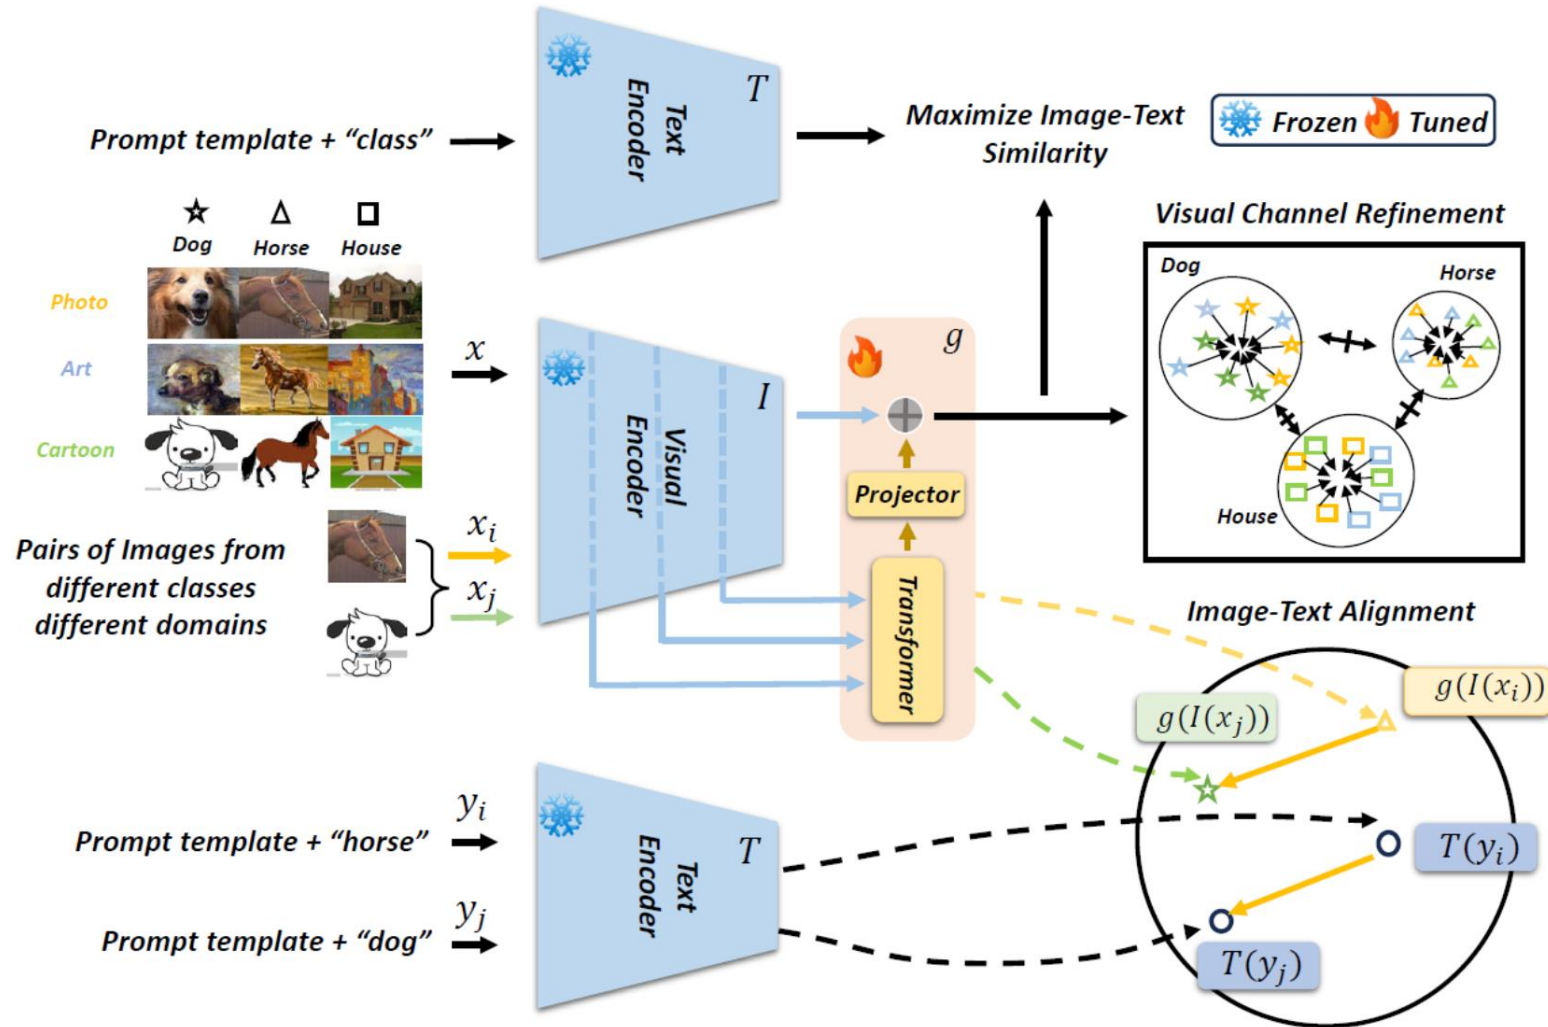 Prompt template + “class”
Text Encoder
T
Maximize Image-Text
Similarity
Frozen
Tuned
Dog
Horse
House
Photo
Art
Cartoon
x
Visual Encoder
I
g
Projector
Transformer
Visual Channel Refinement
Dog
Horse
House
Pairs of Images from
different classes
different domains
x_i
x_j
Image-Text Alignment
g(I(x_i))
g(I(x_j))
Prompt template + “horse”
y_i
Prompt template + “dog”
y_j
Text Encoder
T
T(y_i)
T(y_j)